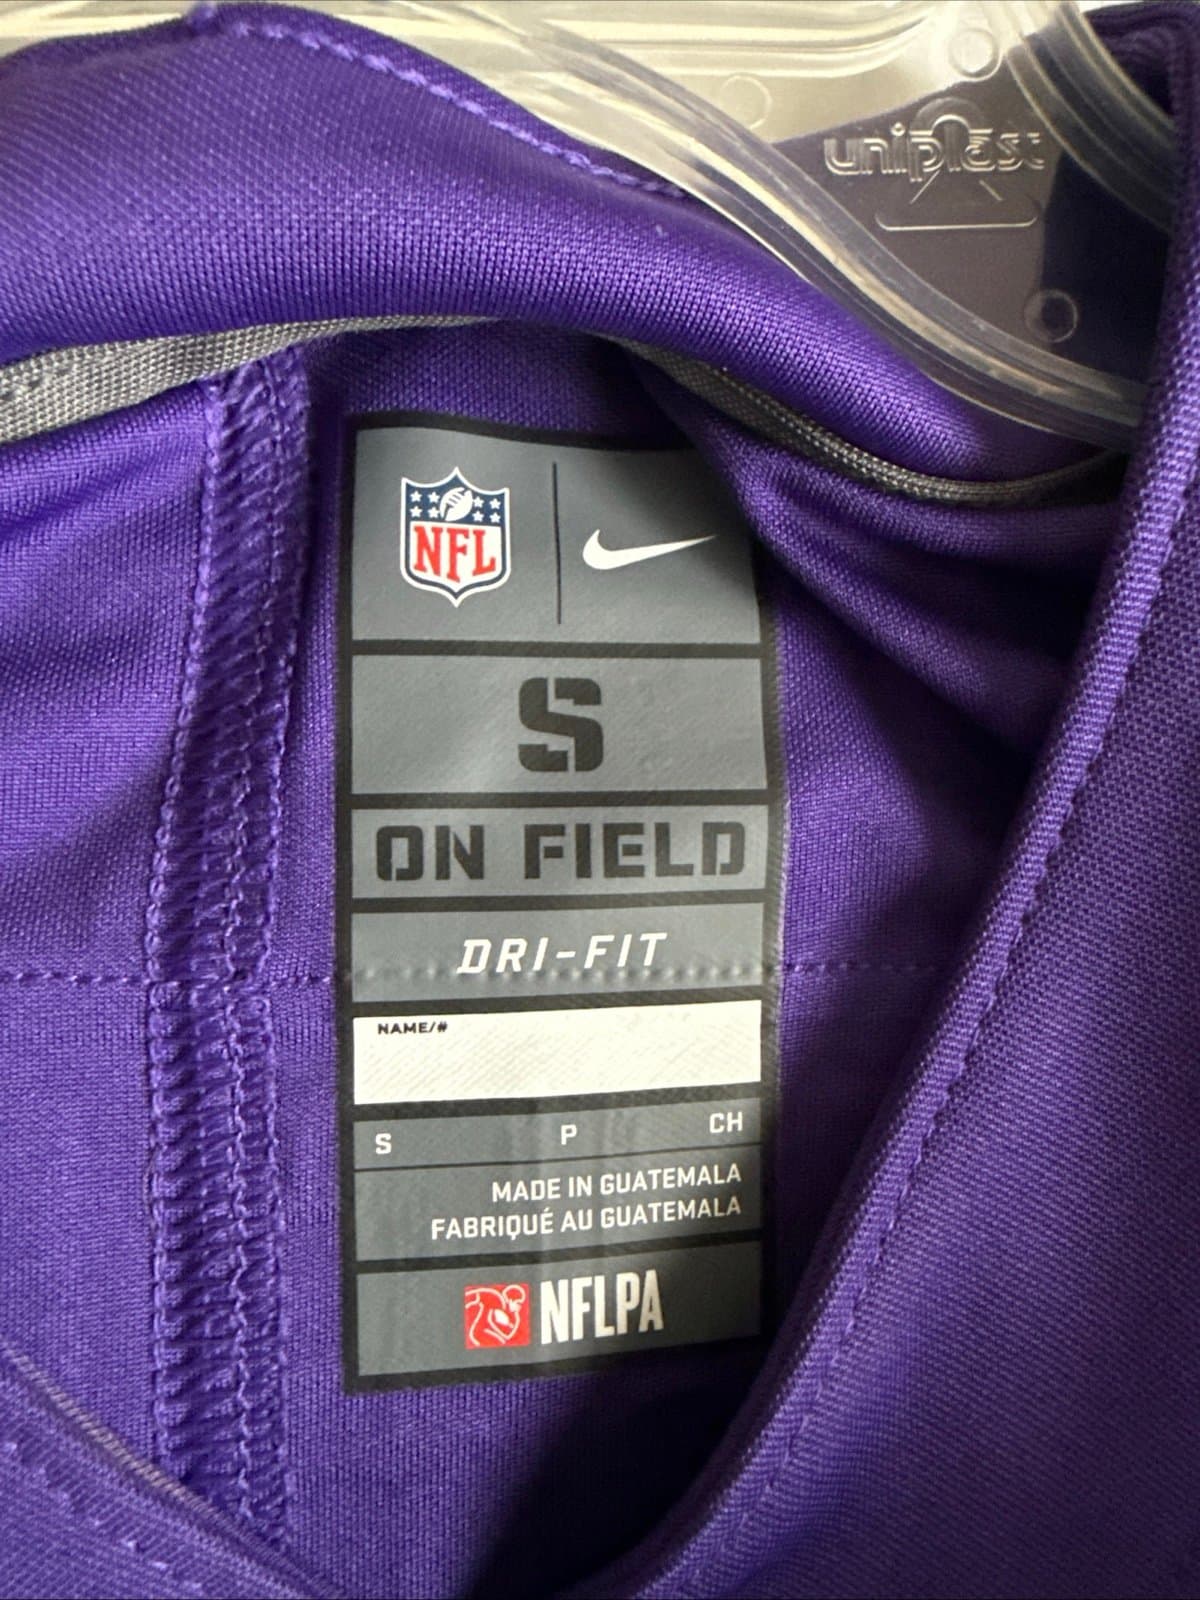 uniplast
NFL
S
ON FIELD
DRI-FIT
NAME/#
S P CH
MADE IN GUATEMALA
FABRIQUÉ AU GUATEMALA
NFLPA